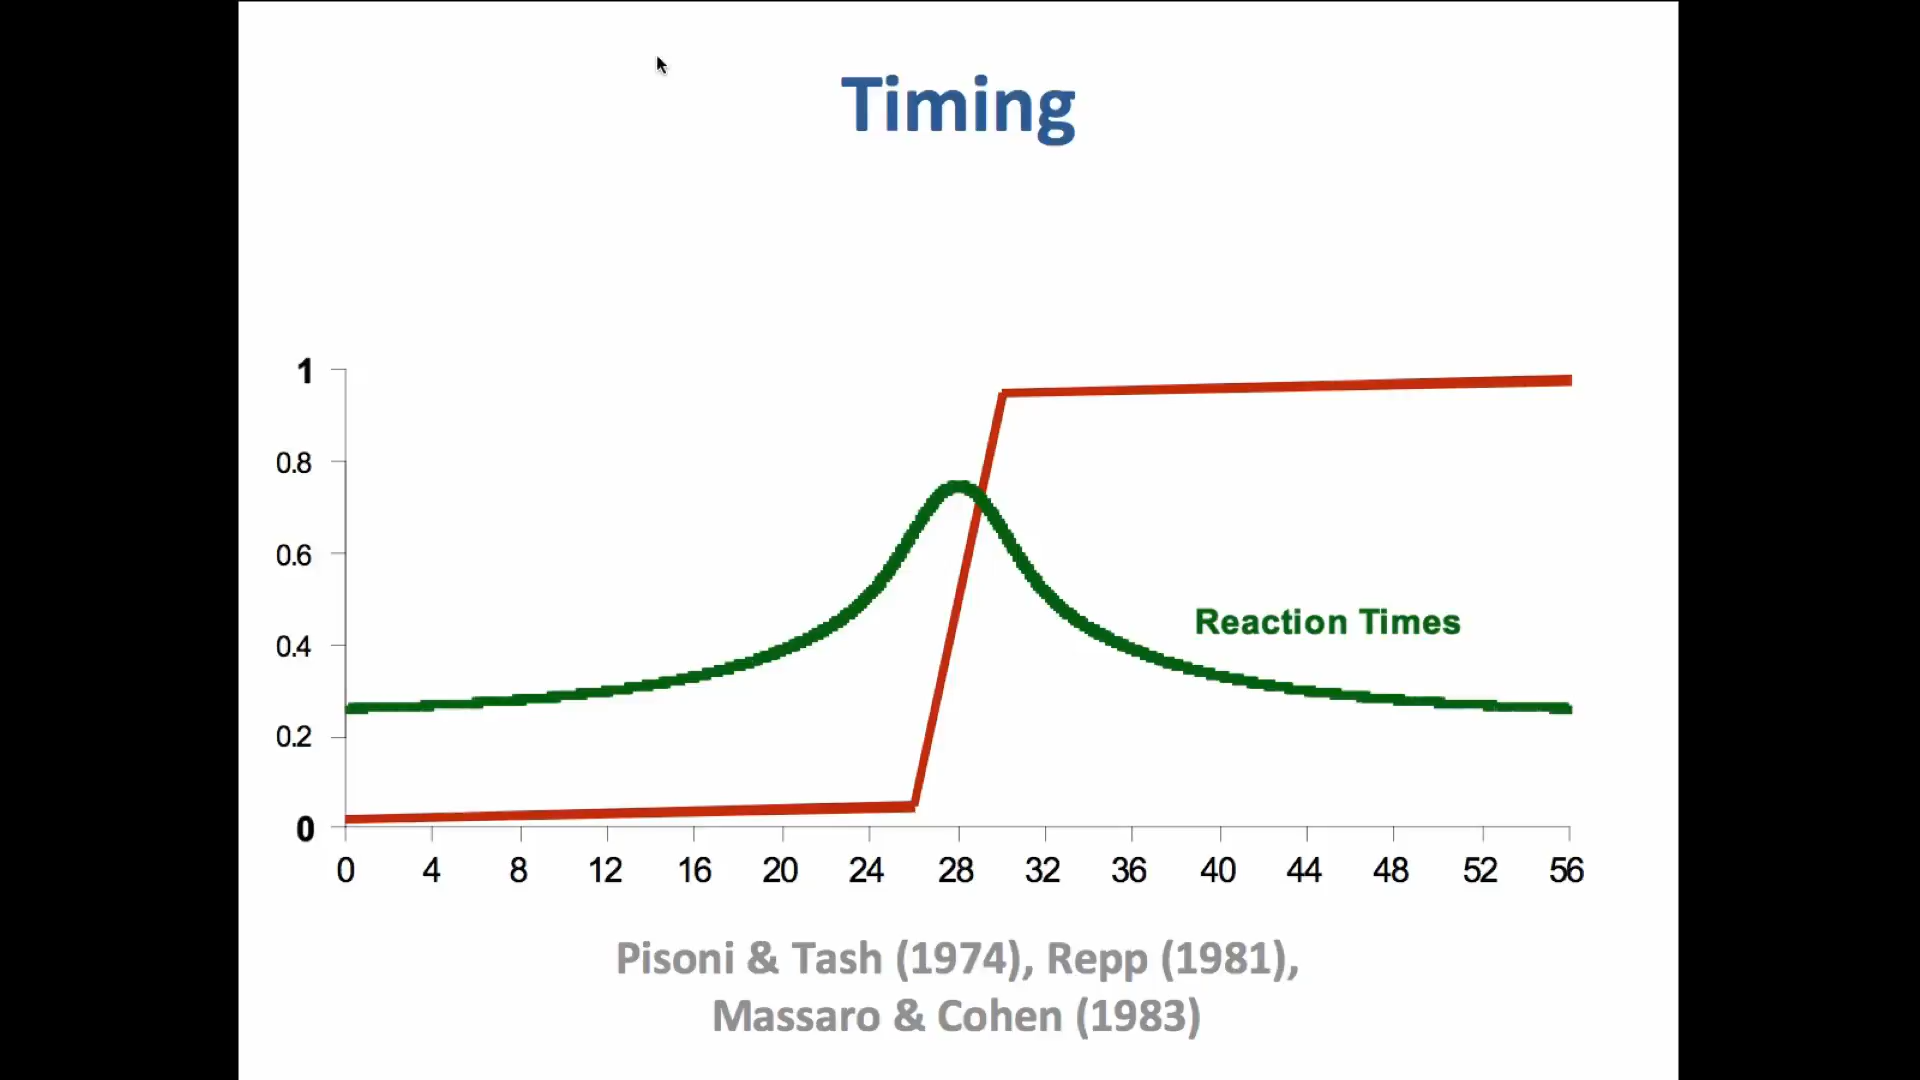 Timing
1
0.8
0.6
0.4
0.2
0
Reaction Times
0 4 8 12 16 20 24 28 32 36 40 44 48 52 56
Pisoni & Tash (1974), Repp (1981),
Massaro & Cohen (1983)